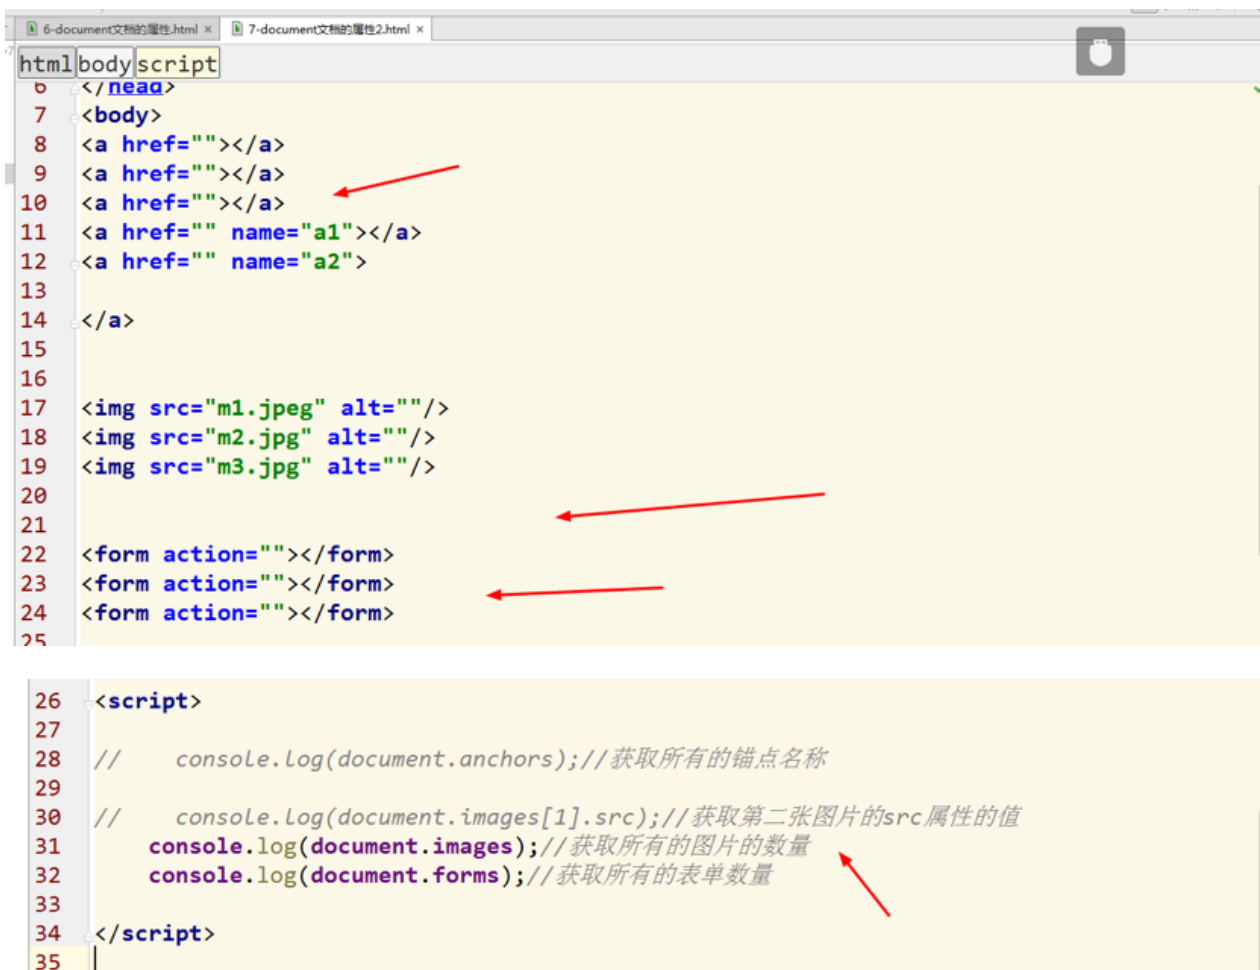 6-document文档的属性.html × 7-document文档的属性2.html ×
html body script
6 </head>
7 <body>
8 <a href=""></a>
9 <a href=""></a>
10 <a href=""></a>
11 <a href="" name="a1"></a>
12 <a href="" name="a2">
13
14 </a>
15
16
17 <img src="m1.jpeg" alt=""/>
18 <img src="m2.jpg" alt=""/>
19 <img src="m3.jpg" alt=""/>
20
21
22 <form action=""></form>
23 <form action=""></form>
24 <form action=""></form>
25
26 <script>
27
28 // console.log(document.anchors);//获取所有的锚点名称
29
30 // console.log(document.images[1].src);//获取第二张图片的src属性的值
31 console.log(document.images);//获取所有的图片的数量
32 console.log(document.forms);//获取所有的表单数量
33
34 </script>
35